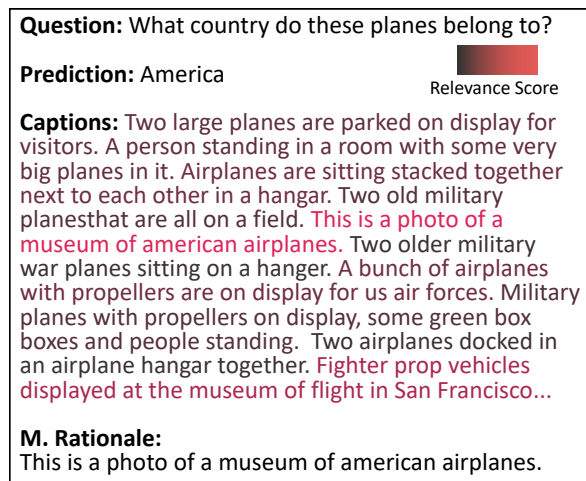 Question: What country do these planes belong to?
Prediction: America
Relevance Score
Captions: Two large planes are parked on display for
visitors. A person standing in a room with some very
big planes in it. Airplanes are sitting stacked together
next to each other in a hangar. Two old military
planesthat are all on a field. This is a photo of a
museum of american airplanes. Two older military
war planes sitting on a hanger. A bunch of airplanes
with propellers are on display for us air forces. Military
planes with propellers on display, some green box
boxes and people standing.  Two airplanes docked in
an airplane hangar together. Fighter prop vehicles
displayed at the museum of flight in San Francisco...
M. Rationale:
This is a photo of a museum of american airplanes.